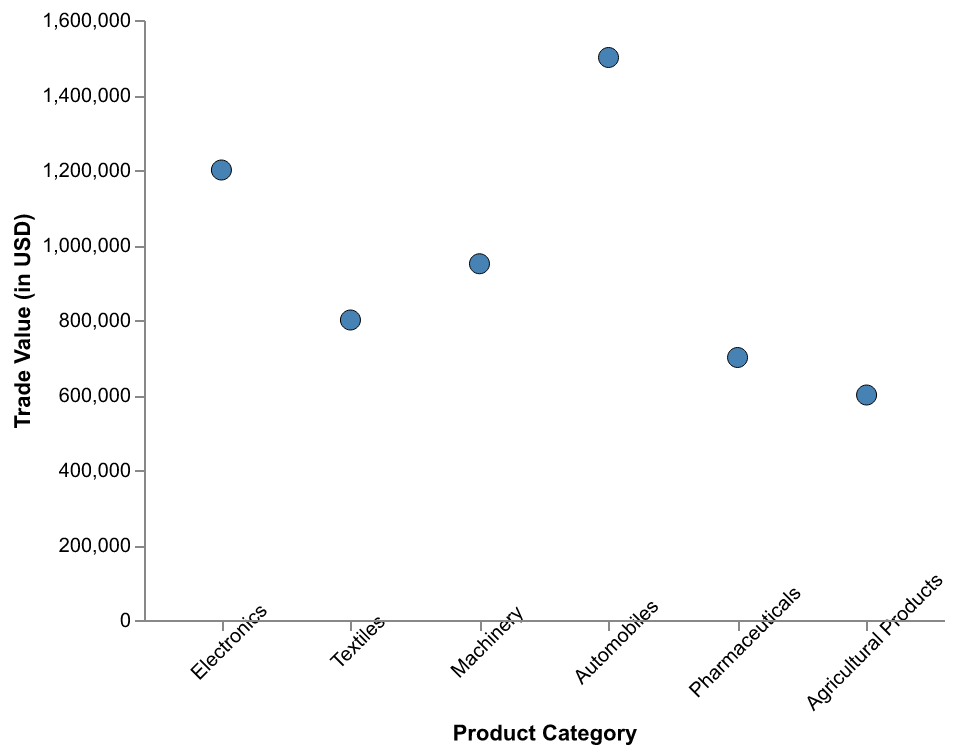 1,600,000
1,400,000
1,200,000
1,000,000
800,000
600,000
400,000
200,000
0
Trade Value (in USD)
Electronics
Textiles
Machinery
Automobiles
Pharmaceuticals
Agricultural Products
Product Category